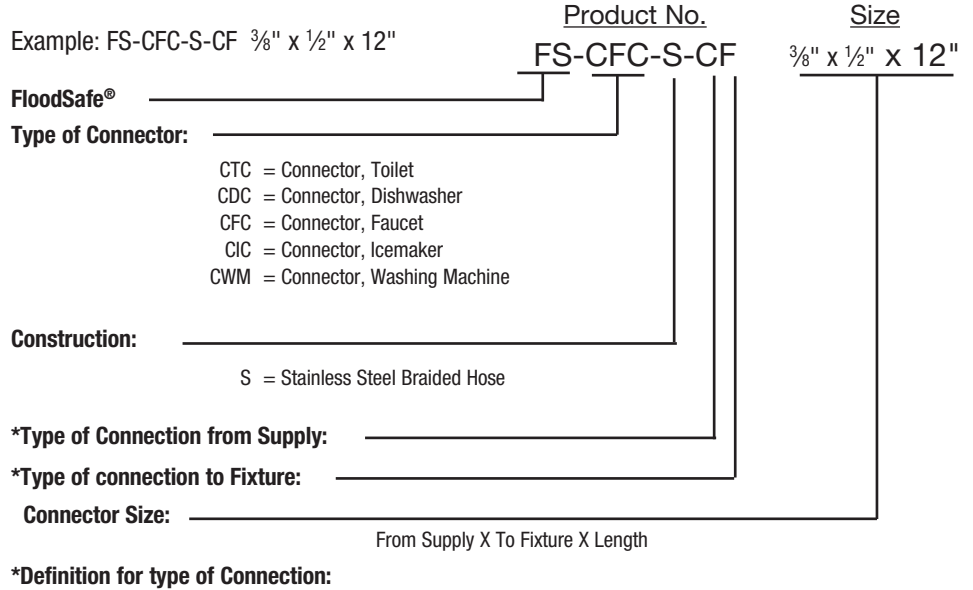 Product No. Size
Example: FS-CFC-S-CF ⅜" x ½" x 12"
FS-CFC-S-CF ⅜" x ½" x 12"
FloodSafe®
Type of Connector:
CTC = Connector, Toilet
CDC = Connector, Dishwasher
CFC = Connector, Faucet
CIC = Connector, Icemaker
CWM = Connector, Washing Machine
Construction:
S = Stainless Steel Braided Hose
*Type of Connection from Supply:
*Type of connection to Fixture:
Connector Size:
From Supply X To Fixture X Length
*Definition for type of Connection: